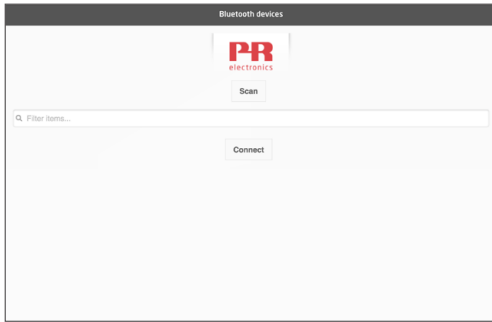 Bluetooth devices
PR
electronics
Scan
Filter items...
Connect